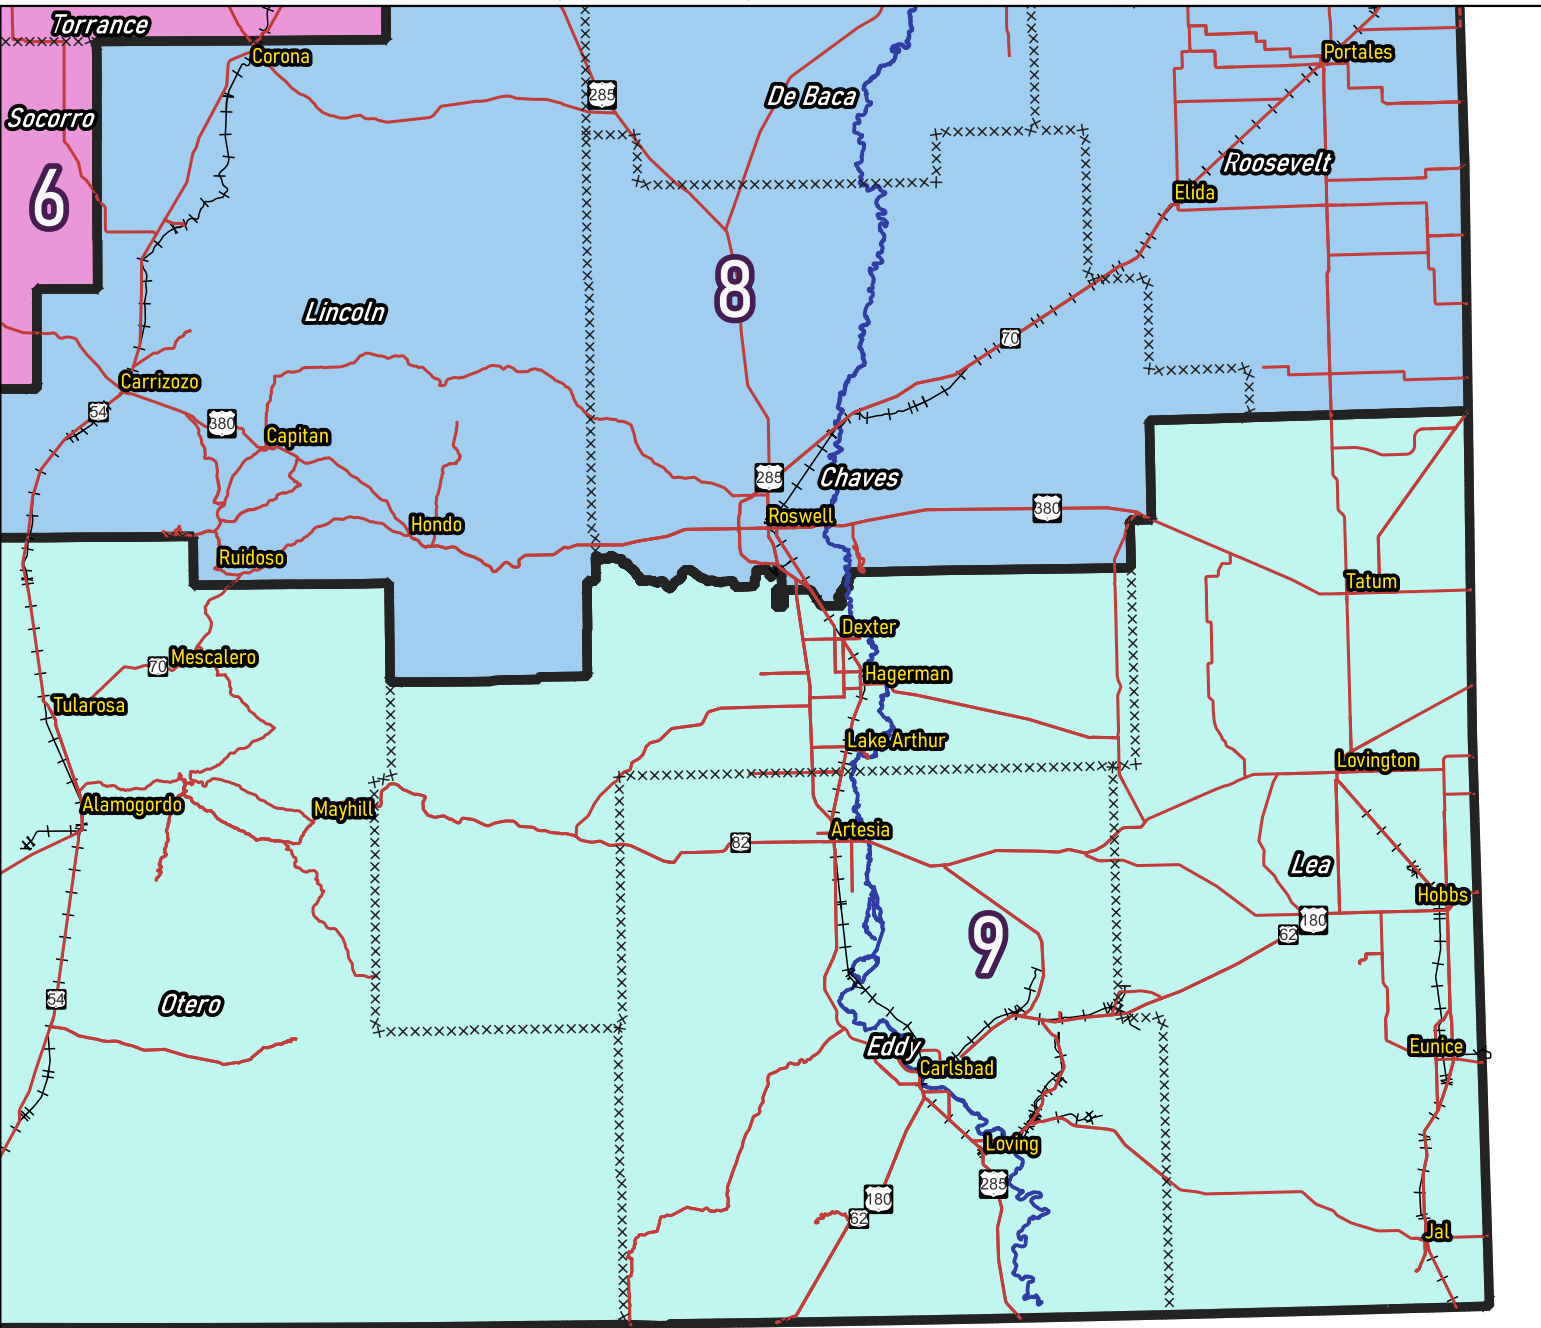 Torrance
Corona
Portales
285
De Baca
Socorro
Roosevelt
6
Elida
8
Lincoln
70
Carrizozo
54
380
Capitan
285
Chaves
380
Roswell
Hondo
Ruidoso
Tatum
Dexter
Mescalero
70
Hagerman
Tularosa
Lake Arthur
Lovington
Alamogordo
Mayhill
Artesia
82
Lea
Hobbs
180
62
9
54
Otero
Eddy
Eunice
Carlsbad
Loving
285
180
62
Jal